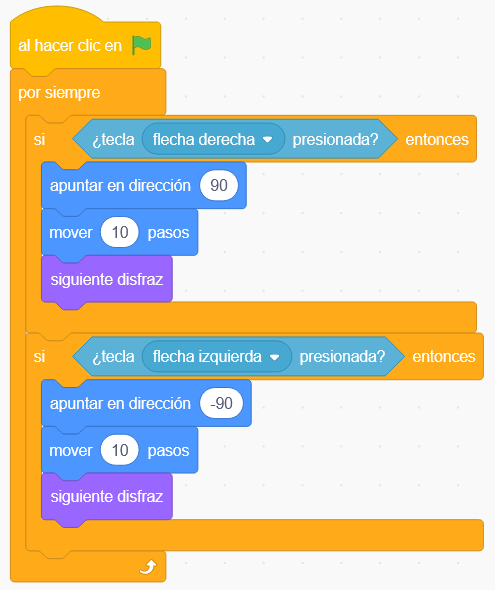 al hacer clic en
por siempre
si ¿tecla flecha derecha presionada? entonces
apuntar en dirección 90
mover 10 pasos
siguiente disfraz
si ¿tecla flecha izquierda presionada? entonces
apuntar en dirección -90
mover 10 pasos
siguiente disfraz